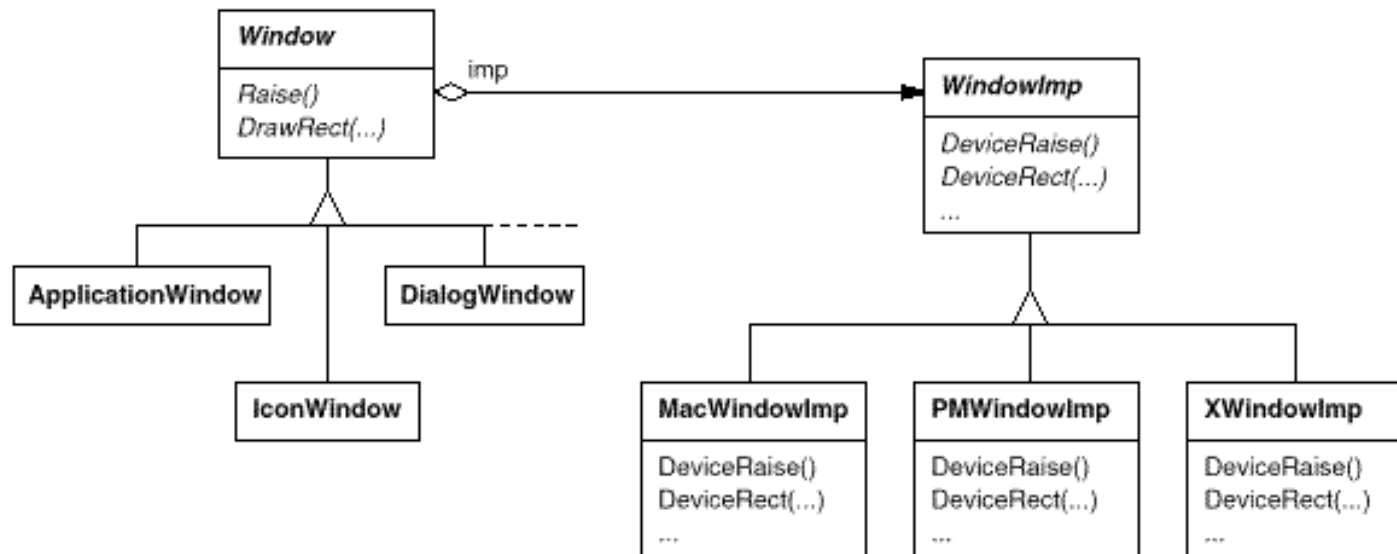 Window
Raise()
DrawRect(...)
imp
WindowImp
DeviceRaise()
DeviceRect(...)
...
ApplicationWindow
DialogWindow
IconWindow
MacWindowImp
DeviceRaise()
DeviceRect(...)
...
PMWindowImp
DeviceRaise()
DeviceRect(...)
...
XWindowImp
DeviceRaise()
DeviceRect(...)
...